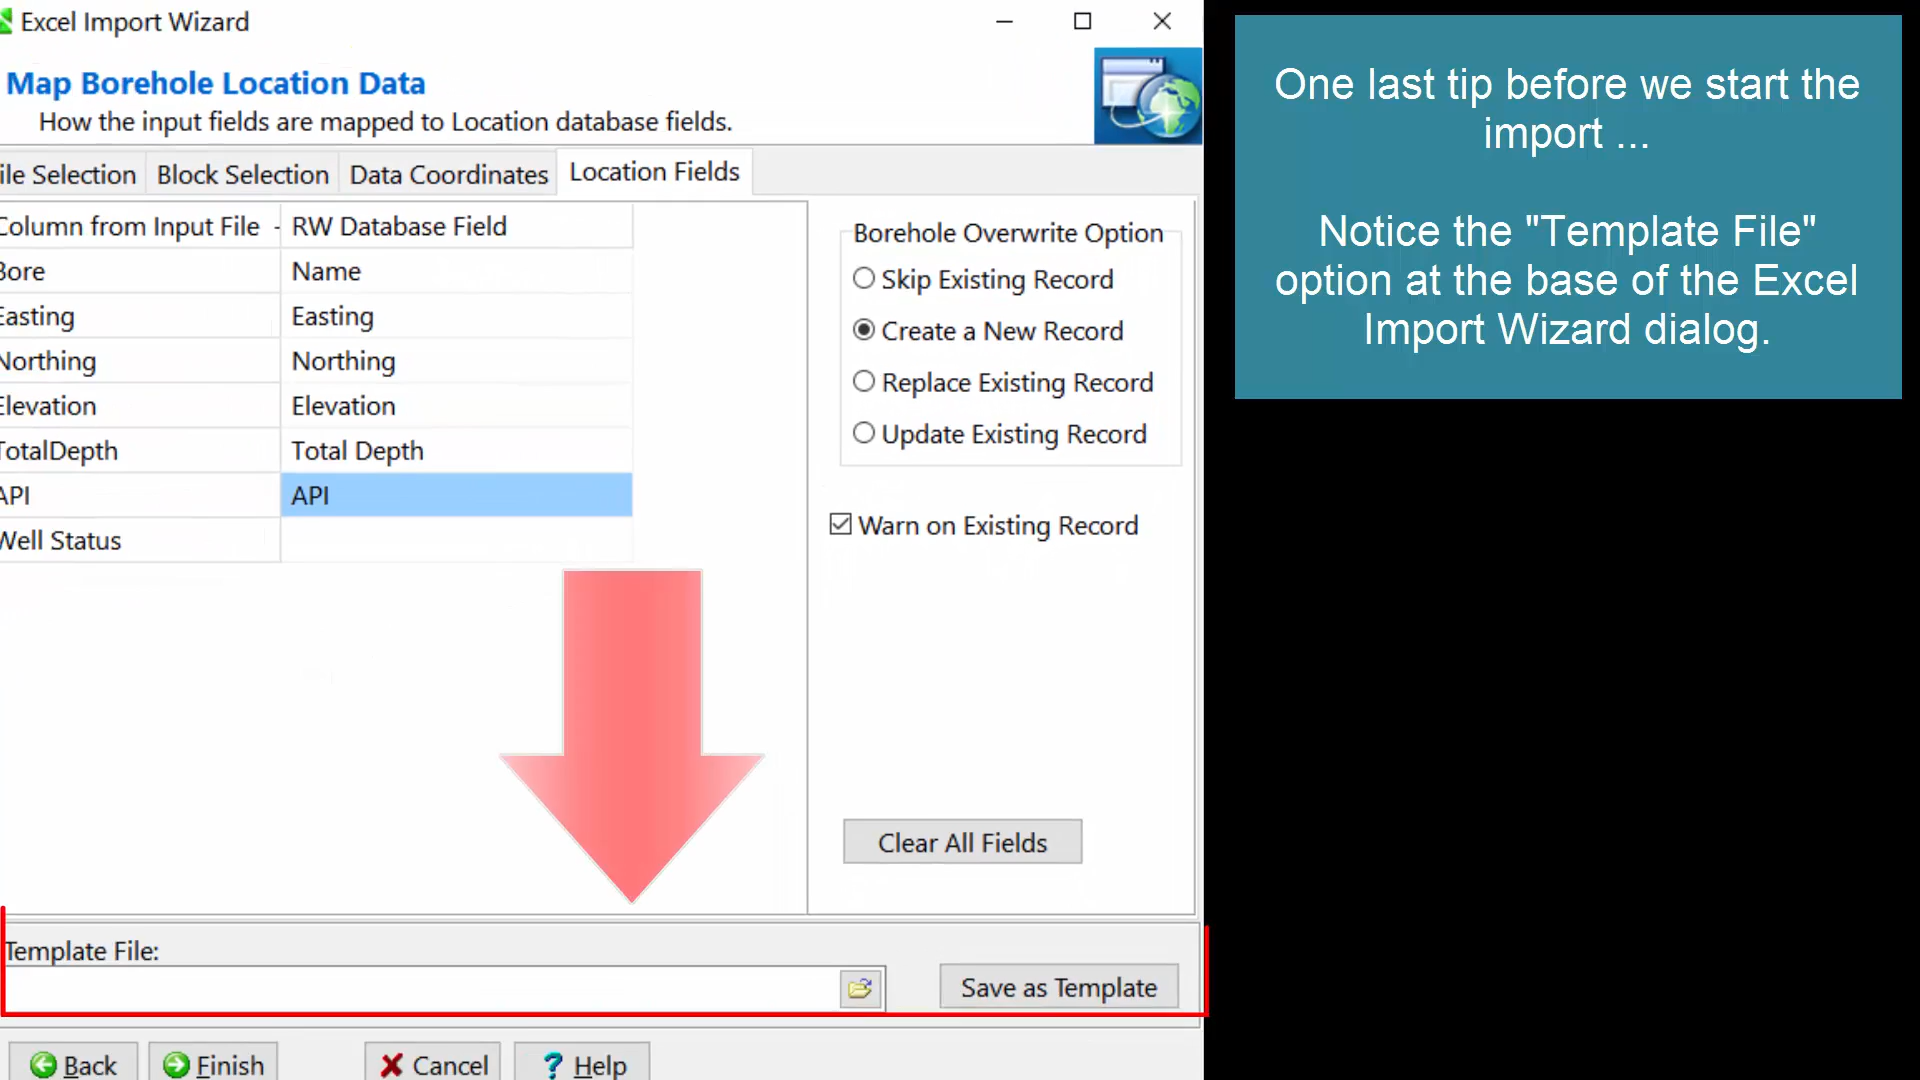 Excel Import Wizard
Map Borehole Location Data
How the input fields are mapped to Location database fields.
ile Selection
Block Selection
Data Coordinates
Location Fields
Column from Input File -
RW Database Field
Bore
Name
Easting
Easting
Northing
Northing
Elevation
Elevation
TotalDepth
Total Depth
API
API
Well Status
Borehole Overwrite Option
Skip Existing Record
Create a New Record
Replace Existing Record
Update Existing Record
Warn on Existing Record
Clear All Fields
Template File:
Save as Template
Back
Finish
Cancel
Help
One last tip before we start the
import ...
Notice the "Template File"
option at the base of the Excel
Import Wizard dialog.